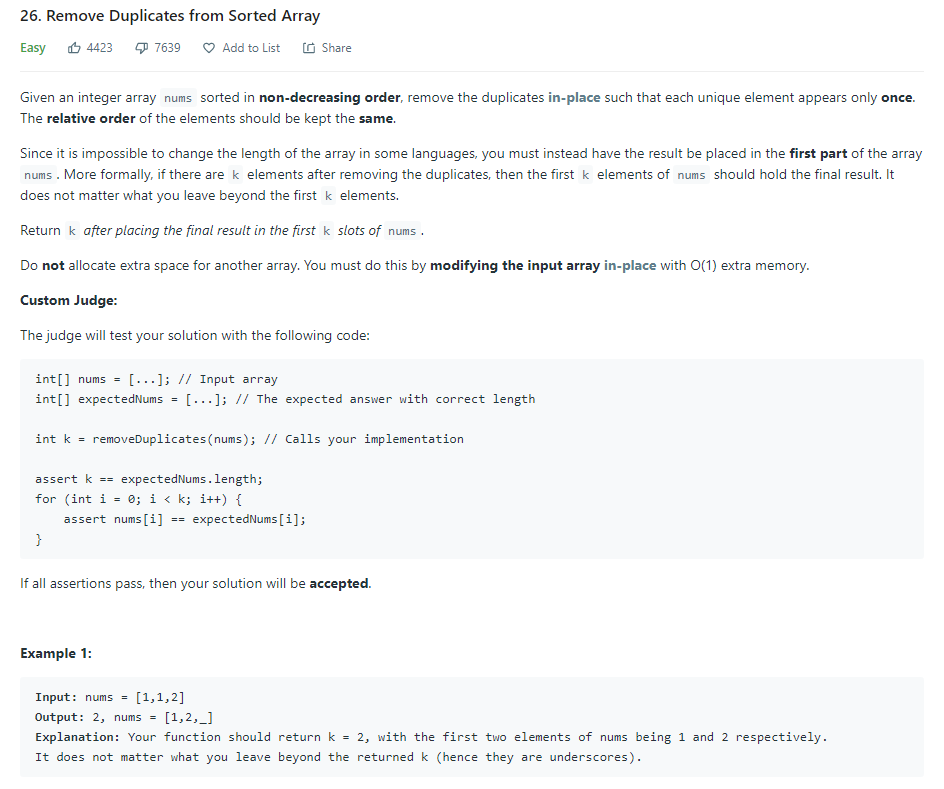 26. Remove Duplicates from Sorted Array
Easy 4423 7639 Add to List Share
Given an integer array nums sorted in non-decreasing order, remove the duplicates in-place such that each unique element appears only once.
The relative order of the elements should be kept the same.
Since it is impossible to change the length of the array in some languages, you must instead have the result be placed in the first part of the array
nums. More formally, if there are k elements after removing the duplicates, then the first k elements of nums should hold the final result. It
does not matter what you leave beyond the first k elements.
Return k after placing the final result in the first k slots of nums.
Do not allocate extra space for another array. You must do this by modifying the input array in-place with O(1) extra memory.
Custom Judge:
The judge will test your solution with the following code:
int[] nums = [...]; // Input array
int[] expectedNums = [...]; // The expected answer with correct length
int k = removeDuplicates(nums); // Calls your implementation
assert k == expectedNums.length;
for (int i = 0; i < k; i++) {
    assert nums[i] == expectedNums[i];
}
If all assertions pass, then your solution will be accepted.
Example 1:
Input: nums = [1,1,2]
Output: 2, nums = [1,2,_]
Explanation: Your function should return k = 2, with the first two elements of nums being 1 and 2 respectively.
It does not matter what you leave beyond the returned k (hence they are underscores).